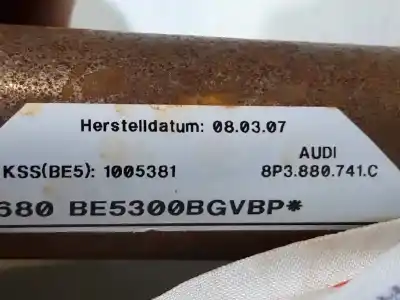 Herstelldatum: 08.03.07
AUDI
KSS(BE5): 1005381 8P3.880.741.C
680 BE5300BGVBP*